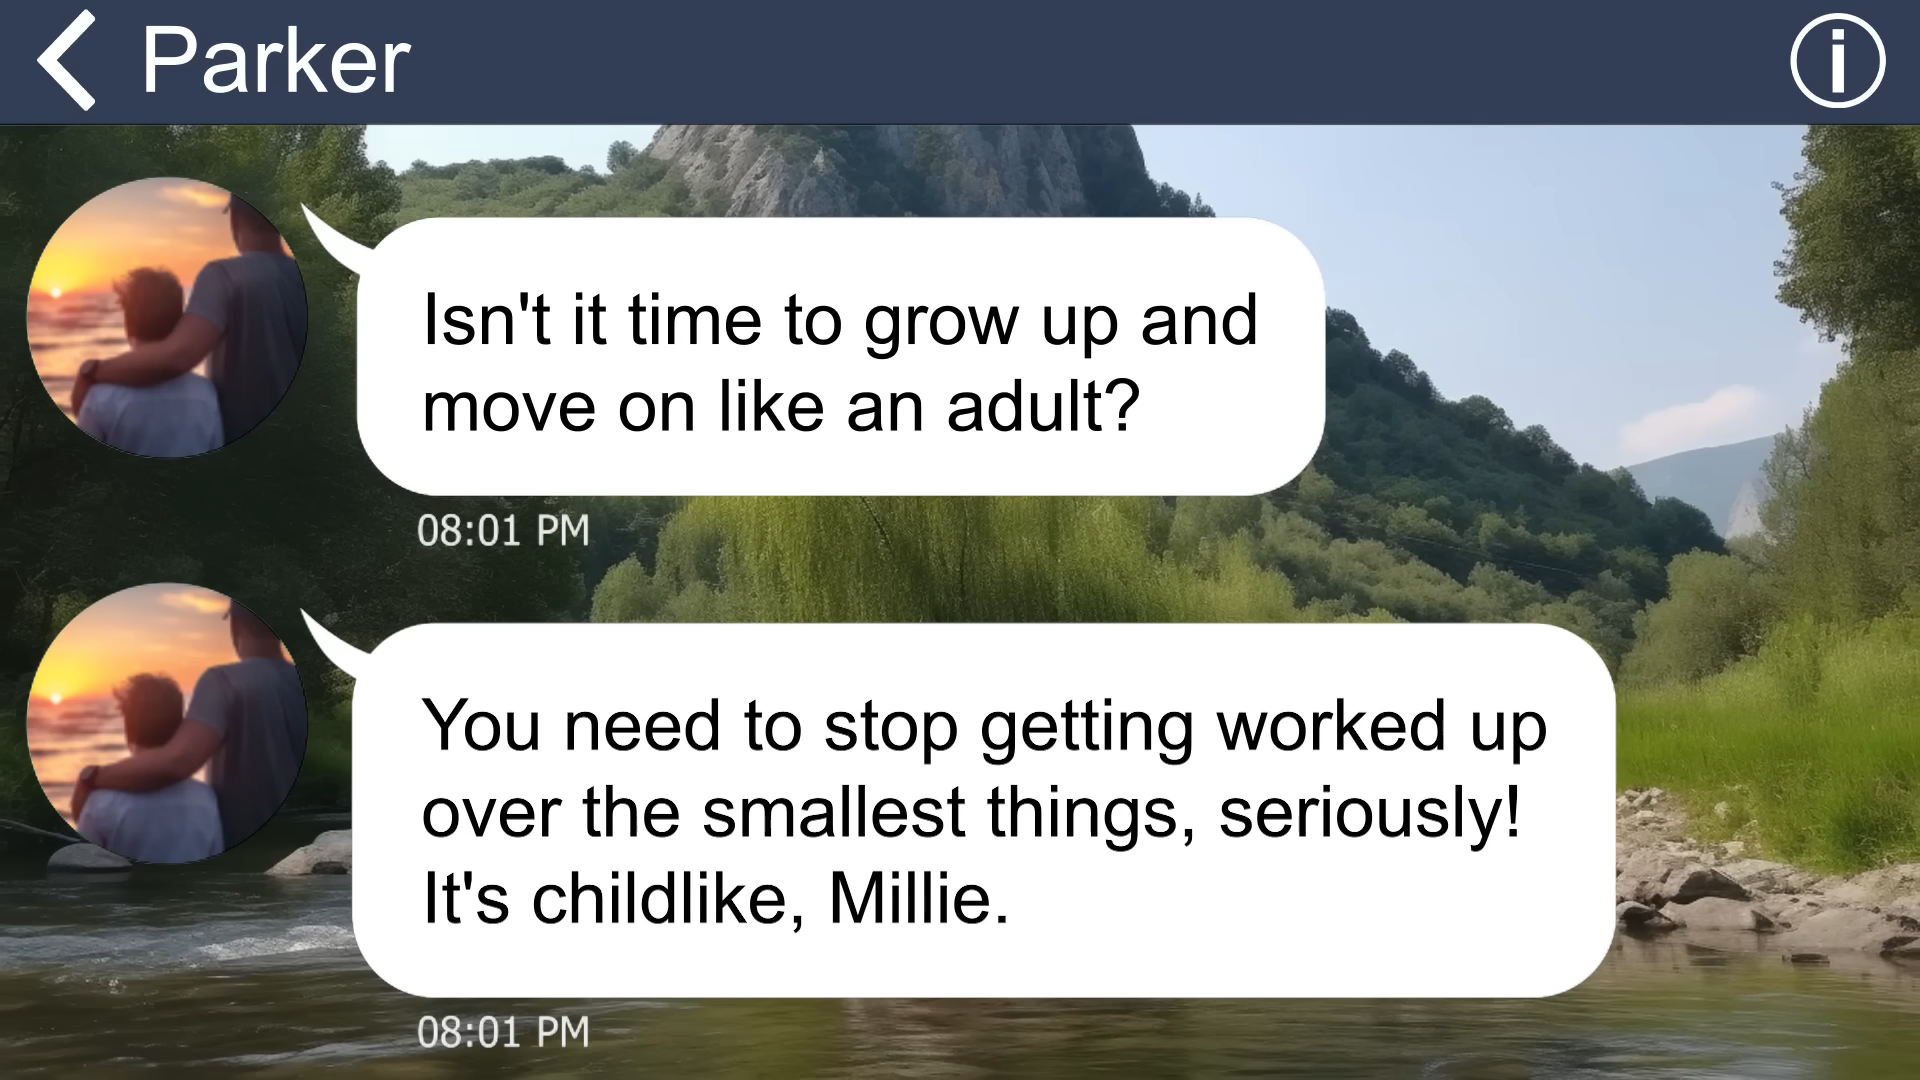 Parker
Isn't it time to grow up and
move on like an adult?
08:01 PM
You need to stop getting worked up
over the smallest things, seriously!
It's childlike, Millie.
08:01 PM